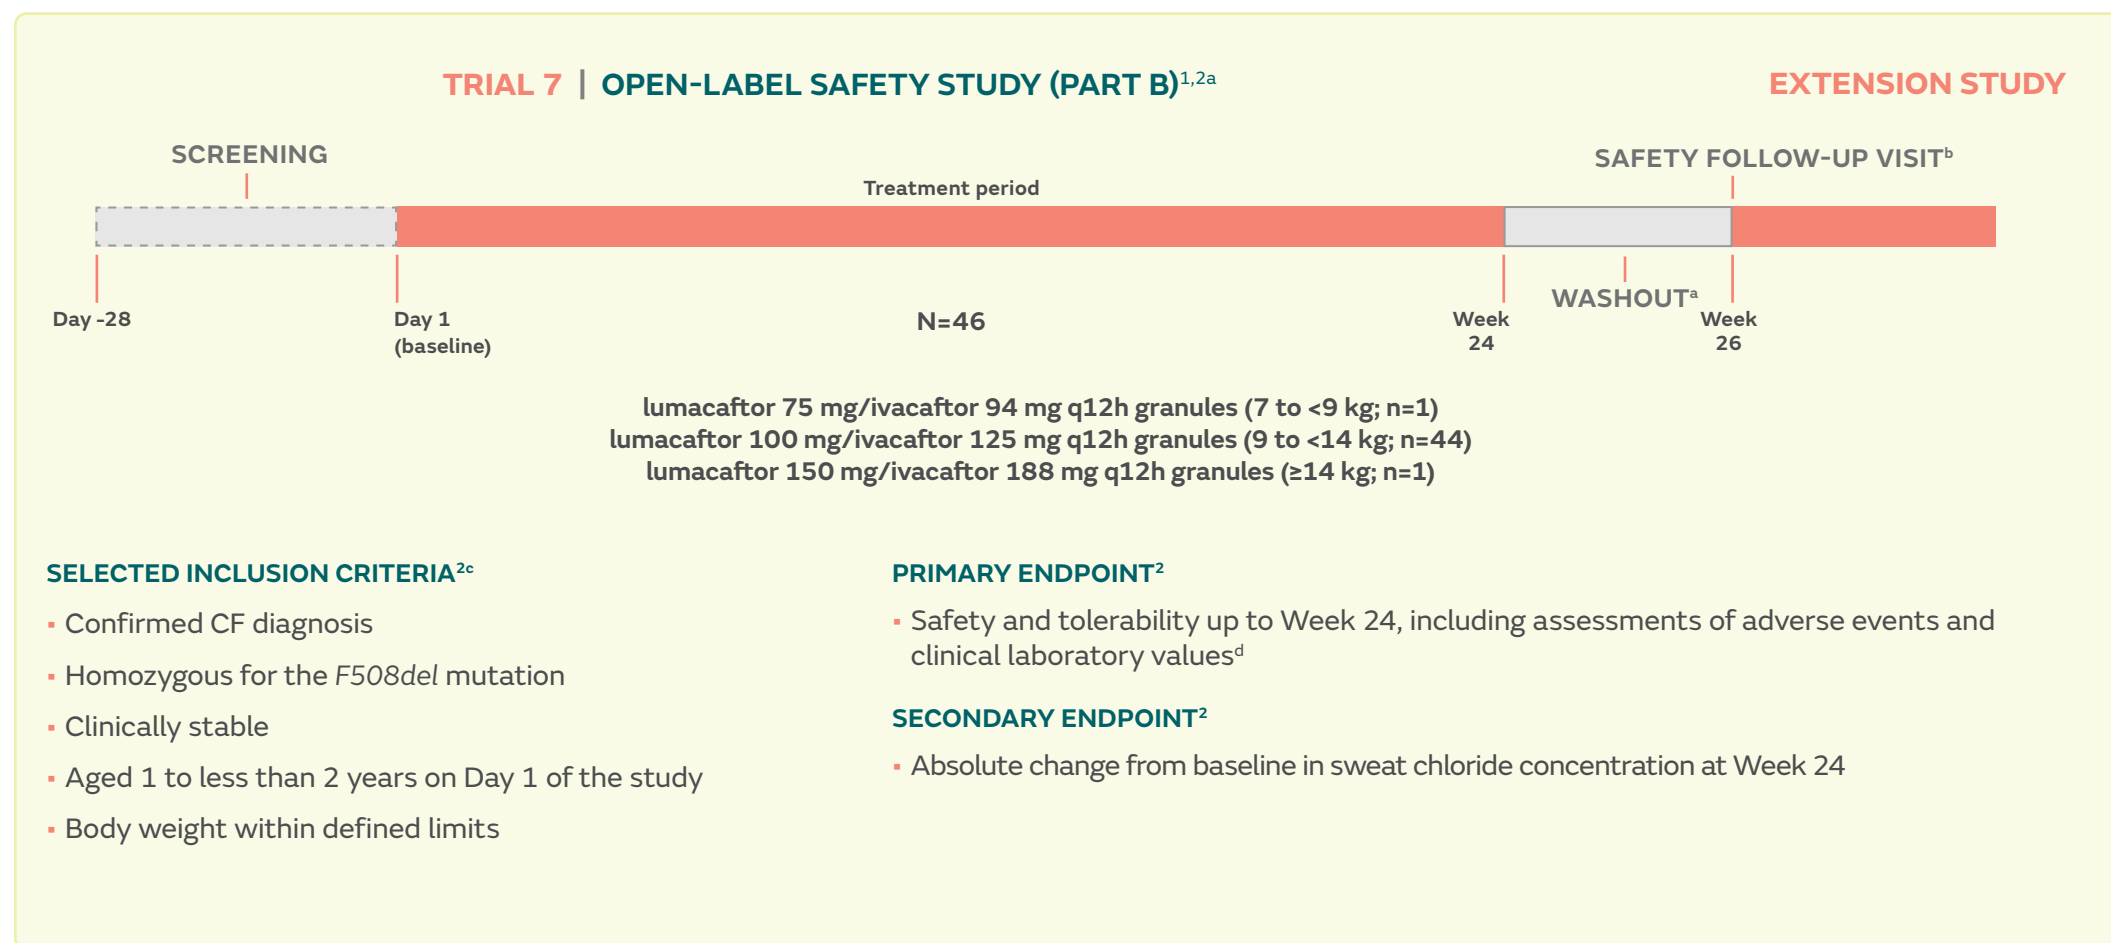 TRIAL 7 | OPEN-LABEL SAFETY STUDY (PART B)1,2a
EXTENSION STUDY
SCREENING
SAFETY FOLLOW-UP VISITb
Treatment period
WASHOUTa
Day -28
Day 1
(baseline)
N=46
Week
24
Week
26
lumacaftor 75 mg/ivacaftor 94 mg q12h granules (7 to <9 kg; n=1)
lumacaftor 100 mg/ivacaftor 125 mg q12h granules (9 to <14 kg; n=44)
lumacaftor 150 mg/ivacaftor 188 mg q12h granules (≥14 kg; n=1)
SELECTED INCLUSION CRITERIA2c
▪ Confirmed CF diagnosis
▪ Homozygous for the F508del mutation
▪ Clinically stable
▪ Aged 1 to less than 2 years on Day 1 of the study
▪ Body weight within defined limits
PRIMARY ENDPOINT2
▪ Safety and tolerability up to Week 24, including assessments of adverse events and
clinical laboratory valuesd
SECONDARY ENDPOINT2
▪ Absolute change from baseline in sweat chloride concentration at Week 24